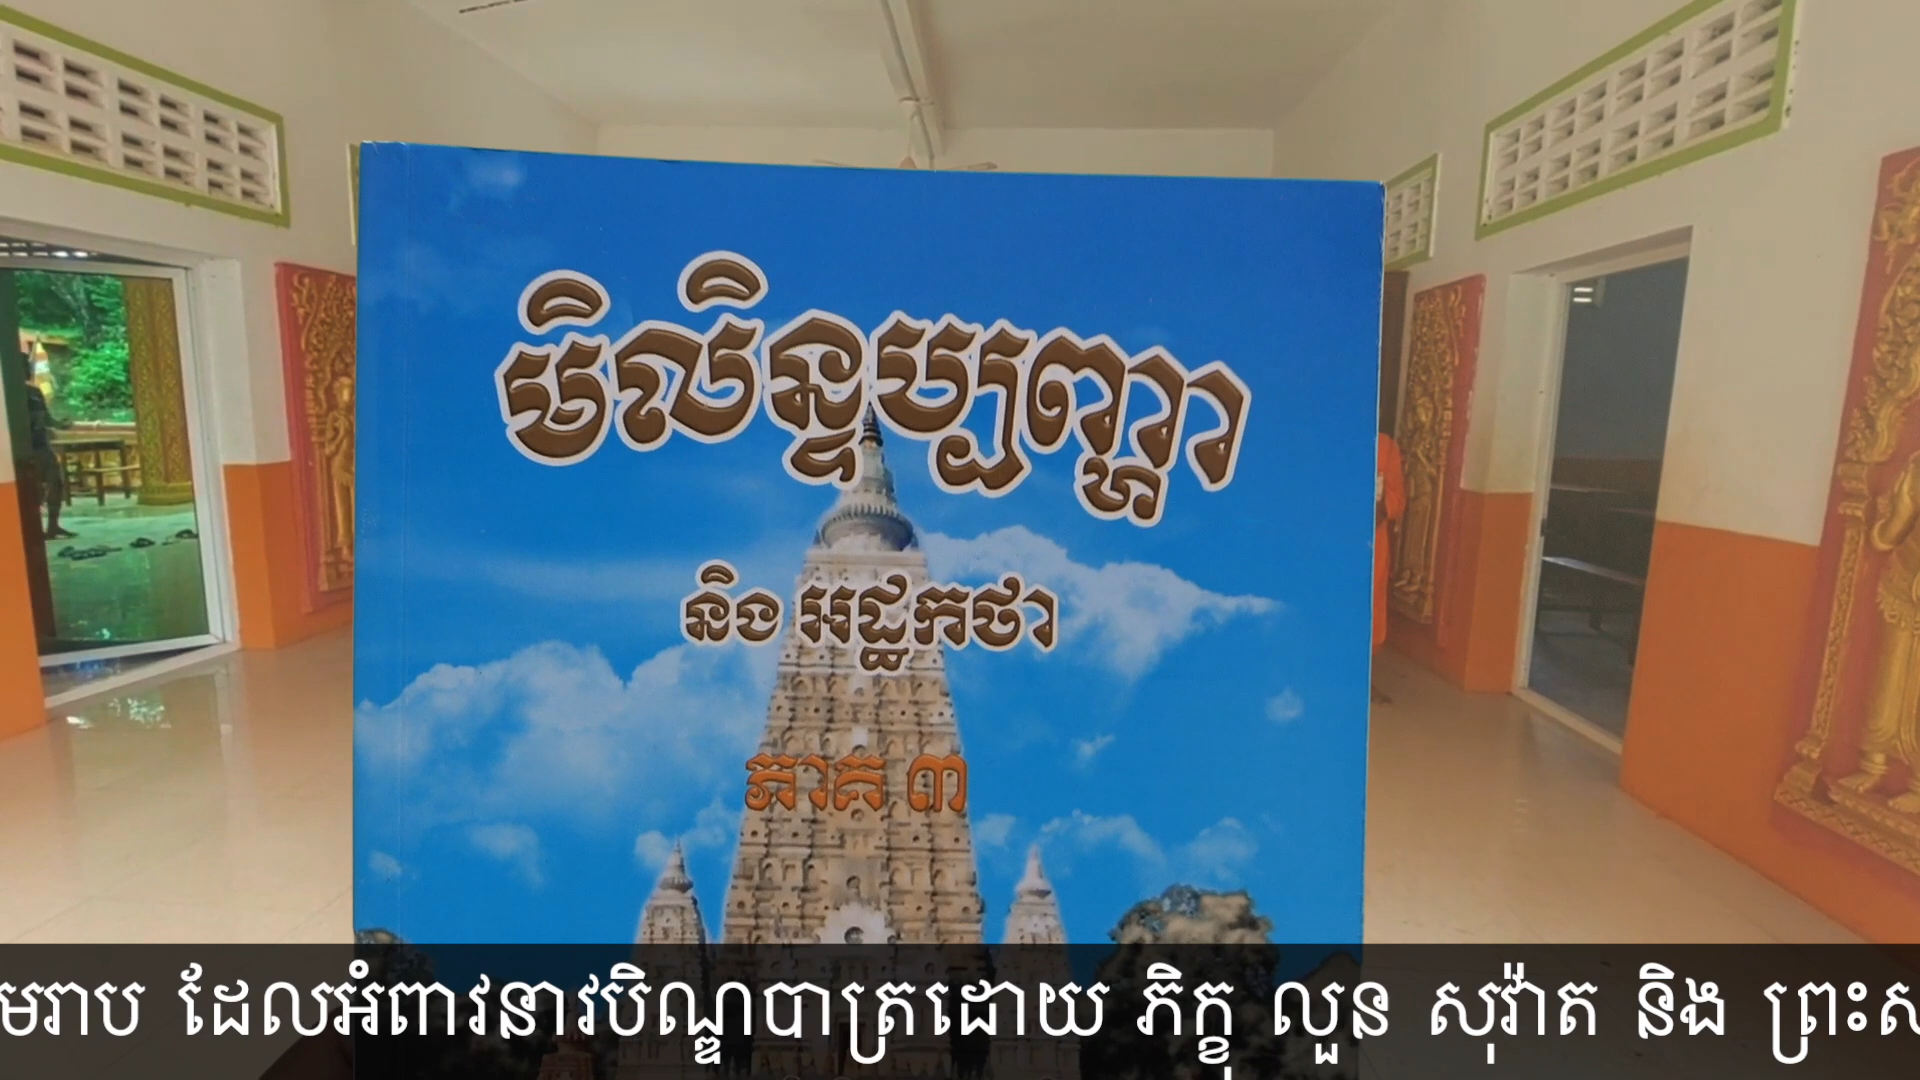 មិលិន្ទប្បញ្ហា
និង អដ្ឋកថា
ភាគ ៣
មរាប ដែលអំពាវនាវបិណ្ឌបាត្រដោយ ភិក្ខុ លួន សុវ៉ាត និង ព្រះស